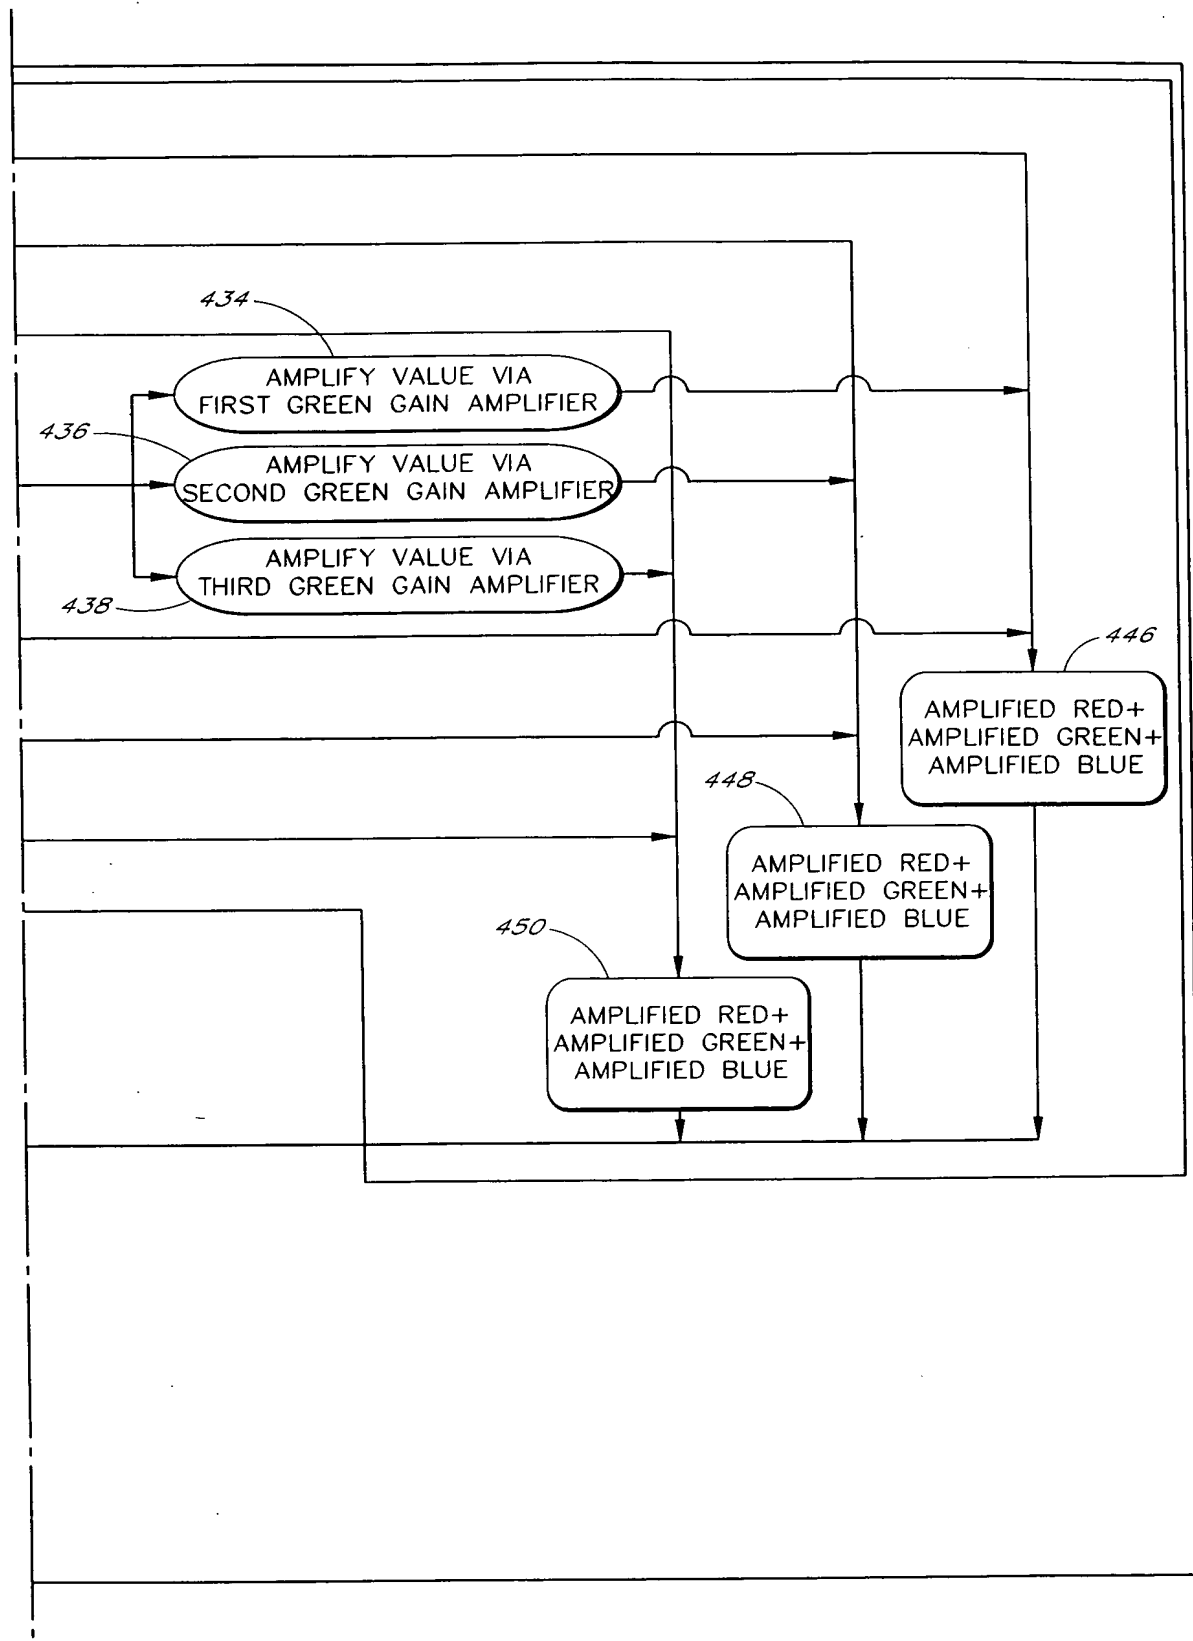 434
AMPLIFY VALUE VIA
FIRST GREEN GAIN AMPLIFIER
436
AMPLIFY VALUE VIA
SECOND GREEN GAIN AMPLIFIER
AMPLIFY VALUE VIA
THIRD GREEN GAIN AMPLIFIER
438
446
AMPLIFIED RED+
AMPLIFIED GREEN+
AMPLIFIED BLUE
448
AMPLIFIED RED+
AMPLIFIED GREEN+
AMPLIFIED BLUE
450
AMPLIFIED RED+
AMPLIFIED GREEN+
AMPLIFIED BLUE